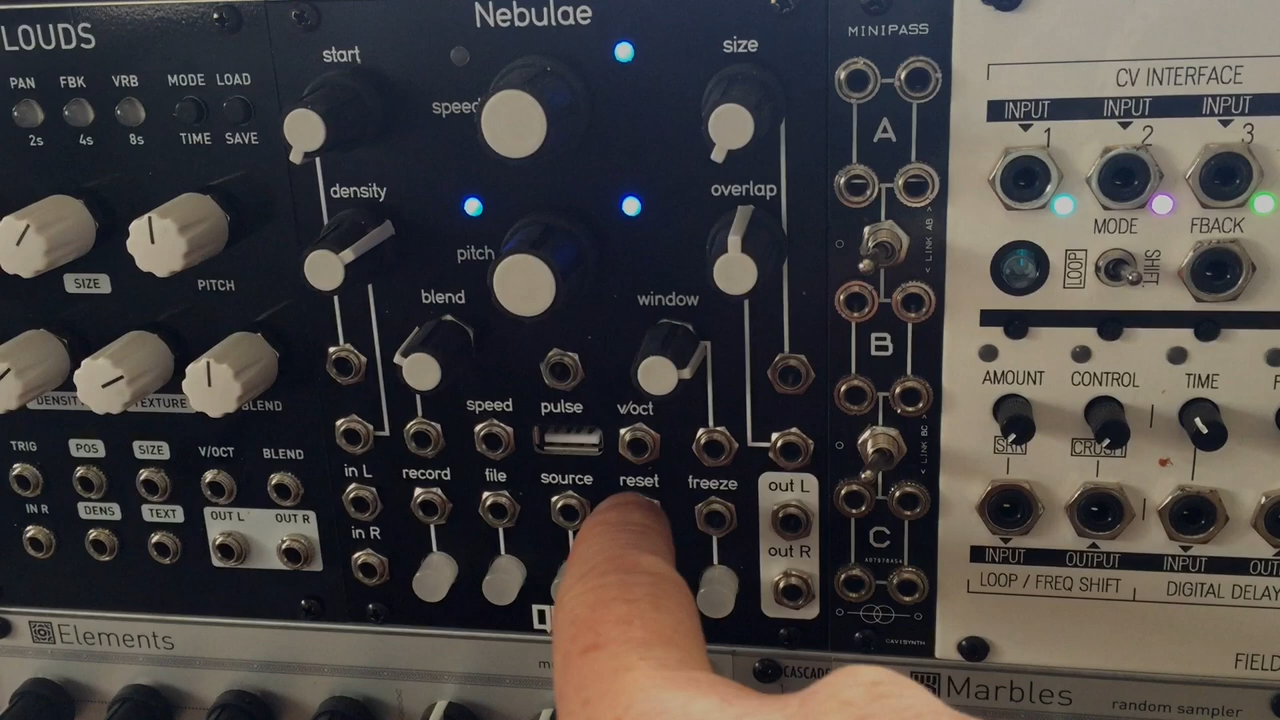 LOUDS
PAN FBK VRB MODE LOAD
2s 4s 8s TIME SAVE
SIZE PITCH
DENSITY TEXTURE BLEND
TRIG POS SIZE V/OCT BLEND
IN R DENS TEXT OUT L OUT R
Nebulae
start
size
speed
density
overlap
pitch
blend
window
speed pulse v/oct
in L record file source reset freeze out L
in R
out R
MINIPASS
A
< LINK AB >
B
< LINK BC >
C
CAVISYNTH
CV INTERFACE
INPUT INPUT INPUT
1 2 3
MODE FBACK
LOOP SHIFT
AMOUNT CONTROL TIME
SRR CRUSH
INPUT OUTPUT INPUT
LOOP / FREQ SHIFT DIGITAL DELAY
FIELD
Elements
CASCADE
Marbles
random sampler